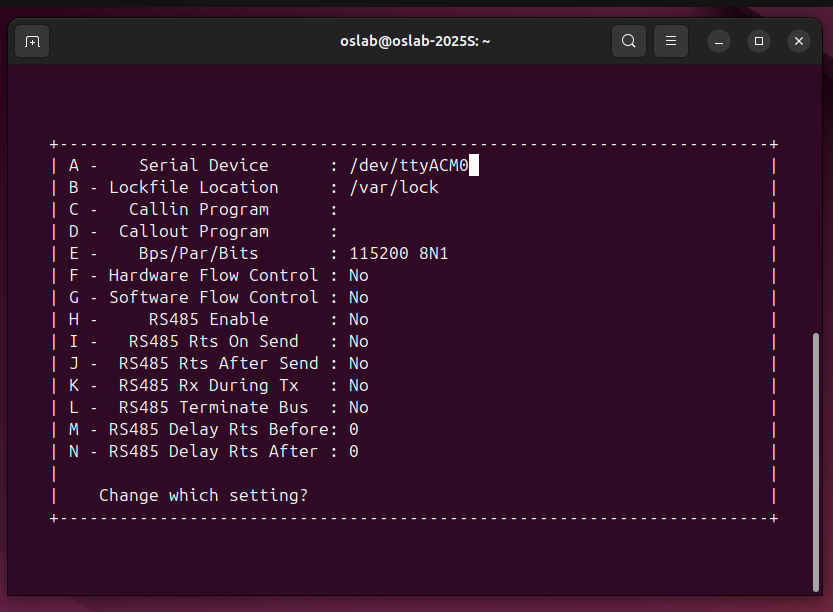 oslab@oslab-2025S: ~
+-----------------------------------------------------------------------+
| A -    Serial Device      : /dev/ttyACM0                              |
| B - Lockfile Location     : /var/lock                                 |
| C -   Callin Program      :                                           |
| D -  Callout Program      :                                           |
| E -    Bps/Par/Bits       : 115200 8N1                                |
| F - Hardware Flow Control : No                                        |
| G - Software Flow Control : No                                        |
| H -     RS485 Enable      : No                                        |
| I -   RS485 Rts On Send   : No                                        |
| J -  RS485 Rts After Send : No                                        |
| K -  RS485 Rx During Tx   : No                                        |
| L -  RS485 Terminate Bus  : No                                        |
| M - RS485 Delay Rts Before: 0                                         |
| N - RS485 Delay Rts After : 0                                         |
|                                                                       |
|    Change which setting?                                              |
+-----------------------------------------------------------------------+